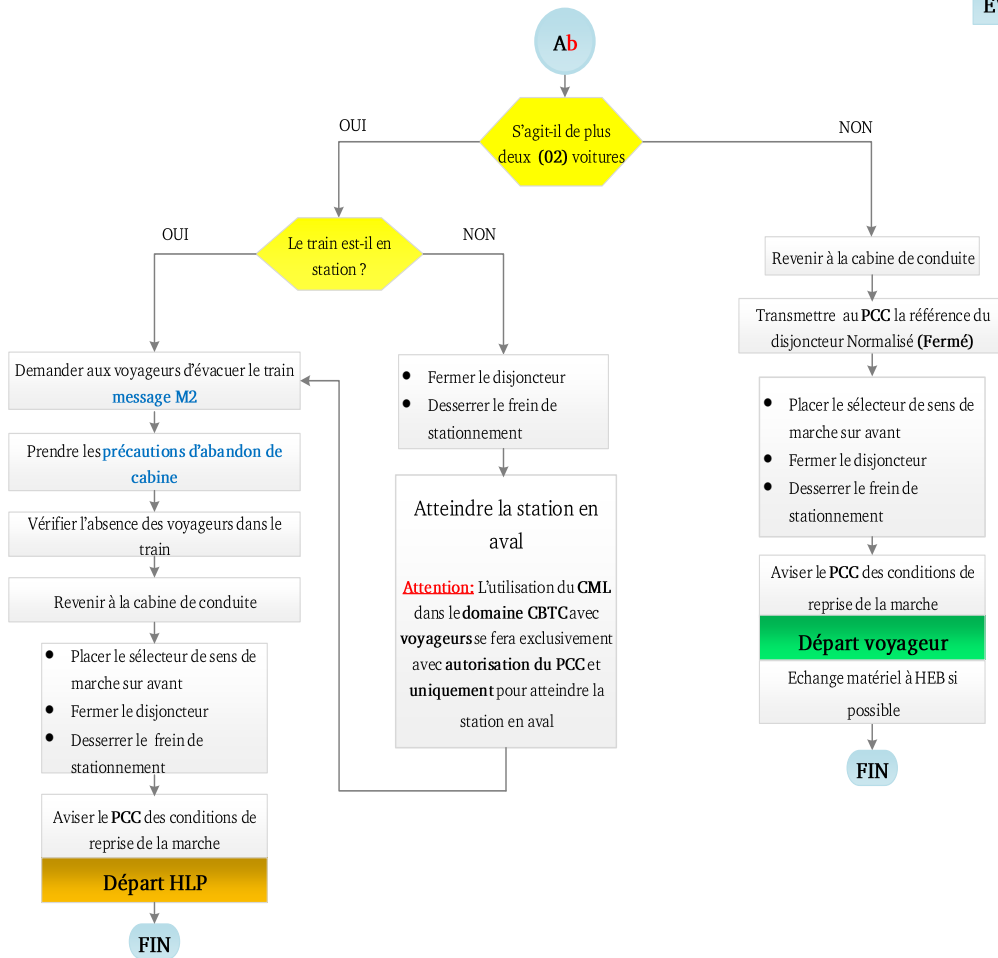 Ab
S'agit-il de plus
deux (02) voitures
OUI
NON
Le train est-il en
station ?
OUI
NON
Demander aux voyageurs d'évacuer le train
message M2
Prendre les précautions d'abandon de
cabine
Vérifier l'absence des voyageurs dans le
train
Revenir à la cabine de conduite
• Placer le sélecteur de sens de
marche sur avant
• Fermer le disjoncteur
• Desserrer le frein de
stationnement
Aviser le PCC des conditions de
reprise de la marche
Départ HLP
FIN
• Fermer le disjoncteur
• Desserrer le frein de
stationnement
Atteindre la station en
aval
Attention: L'utilisation du CML
dans le domaine CBTC avec
voyageurs se fera exclusivement
avec autorisation du PCC et
uniquement pour atteindre la
station en aval
Revenir à la cabine de conduite
Transmettre au PCC la référence du
disjoncteur Normalisé (Fermé)
• Placer le sélecteur de sens de
marche sur avant
• Fermer le disjoncteur
• Desserrer le frein de
stationnement
Aviser le PCC des conditions de
reprise de la marche
Départ voyageur
Echange matériel à HEB si
possible
FIN